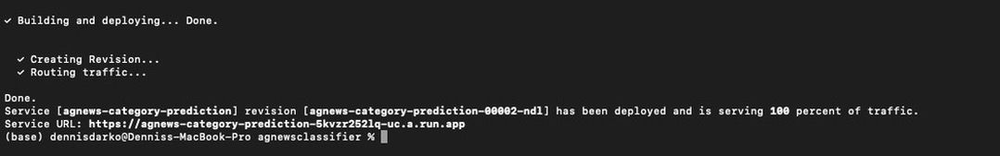 ✓ Building and deploying... Done.
✓ Creating Revision...
✓ Routing traffic...
Done.
Service [agnews-category-prediction] revision [agnews-category-prediction-00002-ndl] has been deployed and is serving 100 percent of traffic.
Service URL: https://agnews-category-prediction-5kvzr252lq-uc.a.run.app
(base) dennisdarko@Denniss-MacBook-Pro agnewsclassifier %